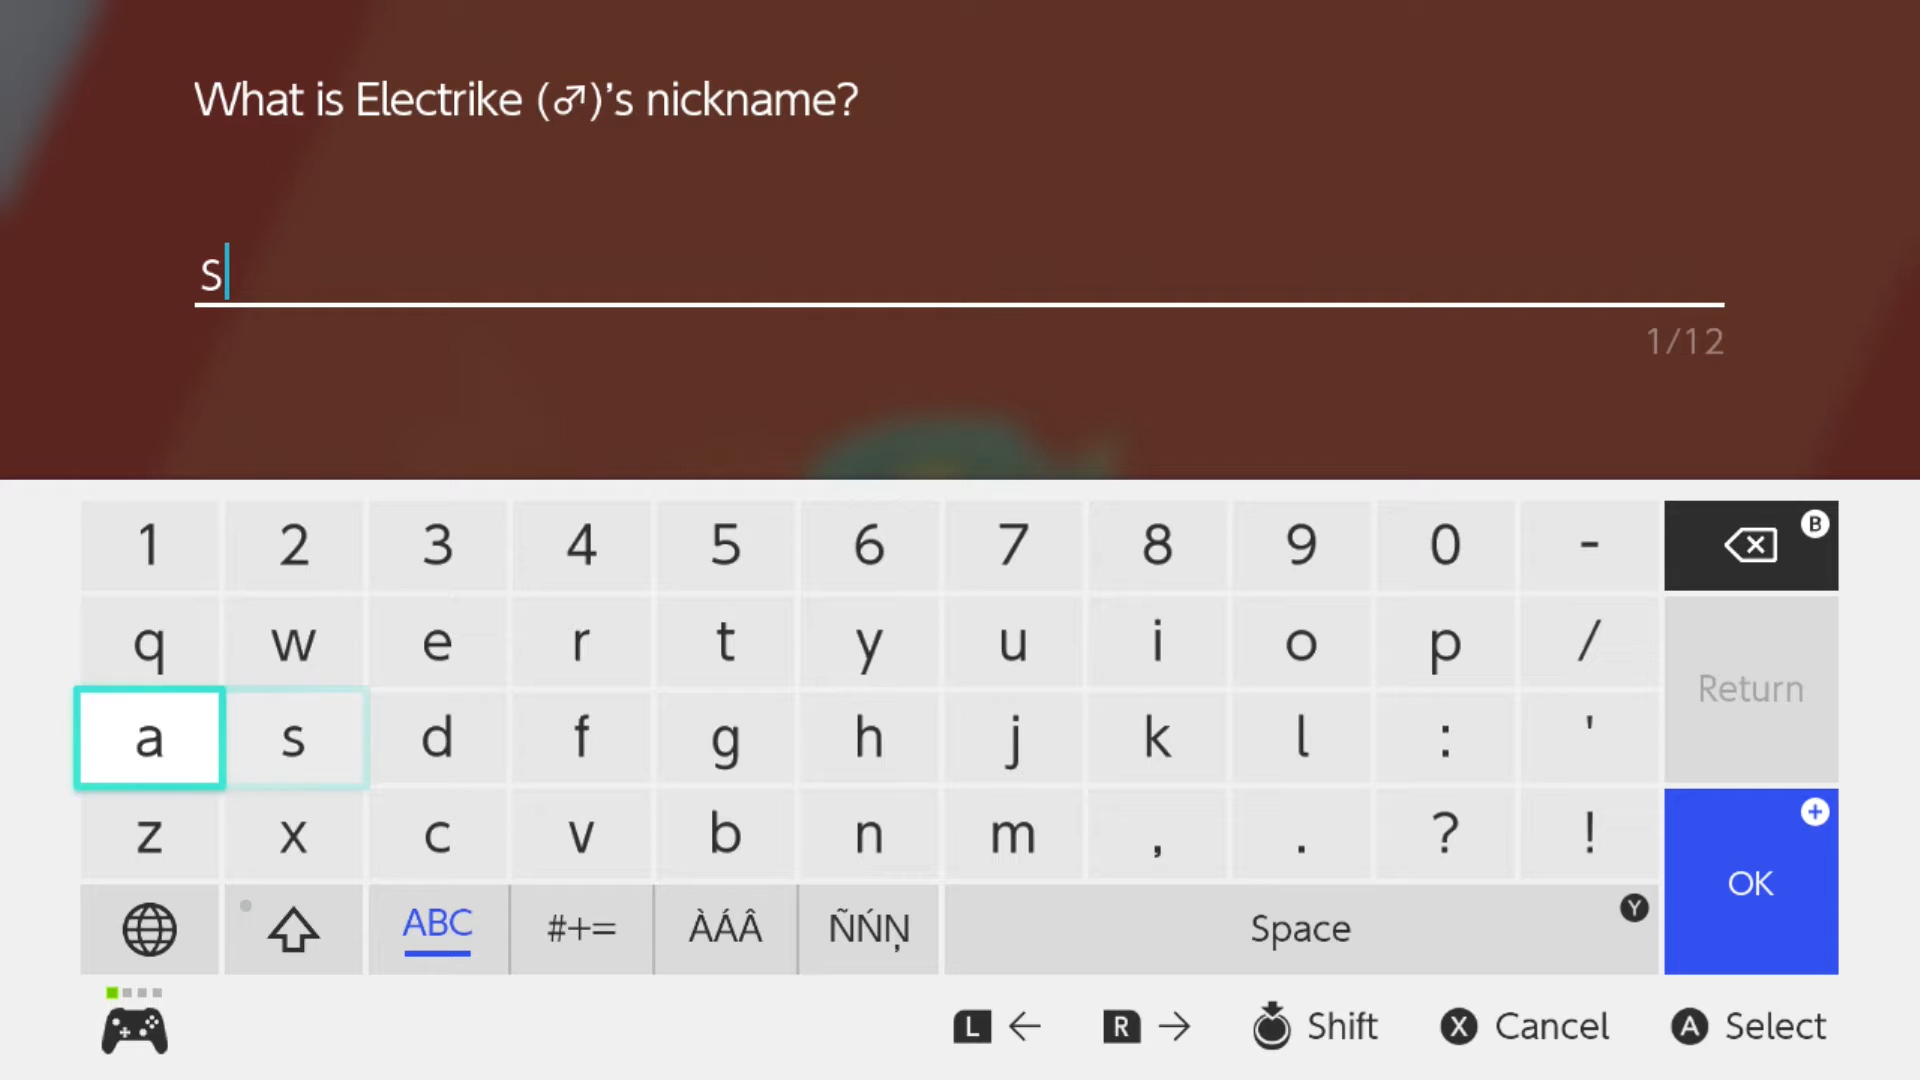 What is Electrike (♂)'s nickname?
S
1/12
1 2 3 4 5 6 7 8 9 0 - B
q w e r t y u i o p /
Return
a s d f g h j k l : '
z x c v b n m , . ? !
OK
ABC #+= ÀÁÂ ÑŃŅ Space Y
L ← R → Shift X Cancel A Select